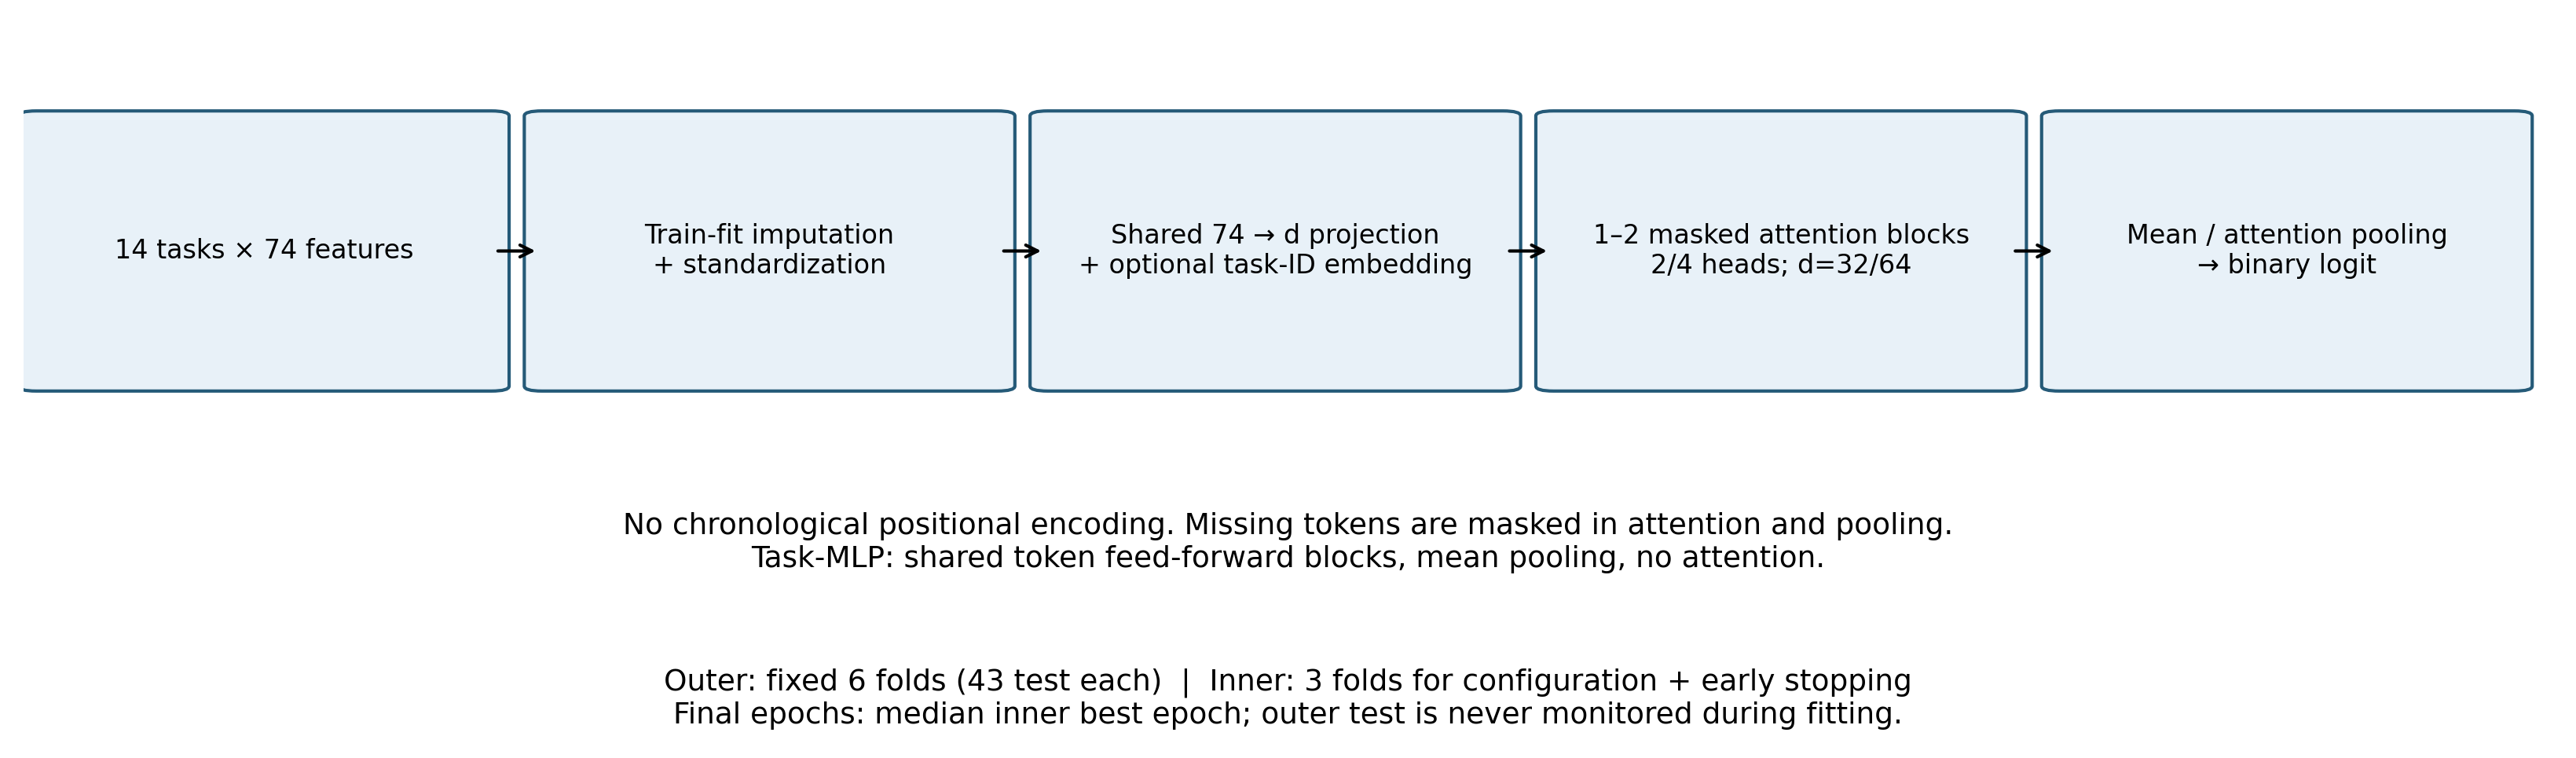 14 tasks × 74 features
Train-fit imputation
+ standardization
Shared 74 → d projection
+ optional task-ID embedding
1–2 masked attention blocks
2/4 heads; d=32/64
Mean / attention pooling
→ binary logit
No chronological positional encoding. Missing tokens are masked in attention and pooling.
Task-MLP: shared token feed-forward blocks, mean pooling, no attention.
Outer: fixed 6 folds (43 test each) | Inner: 3 folds for configuration + early stopping
Final epochs: median inner best epoch; outer test is never monitored during fitting.